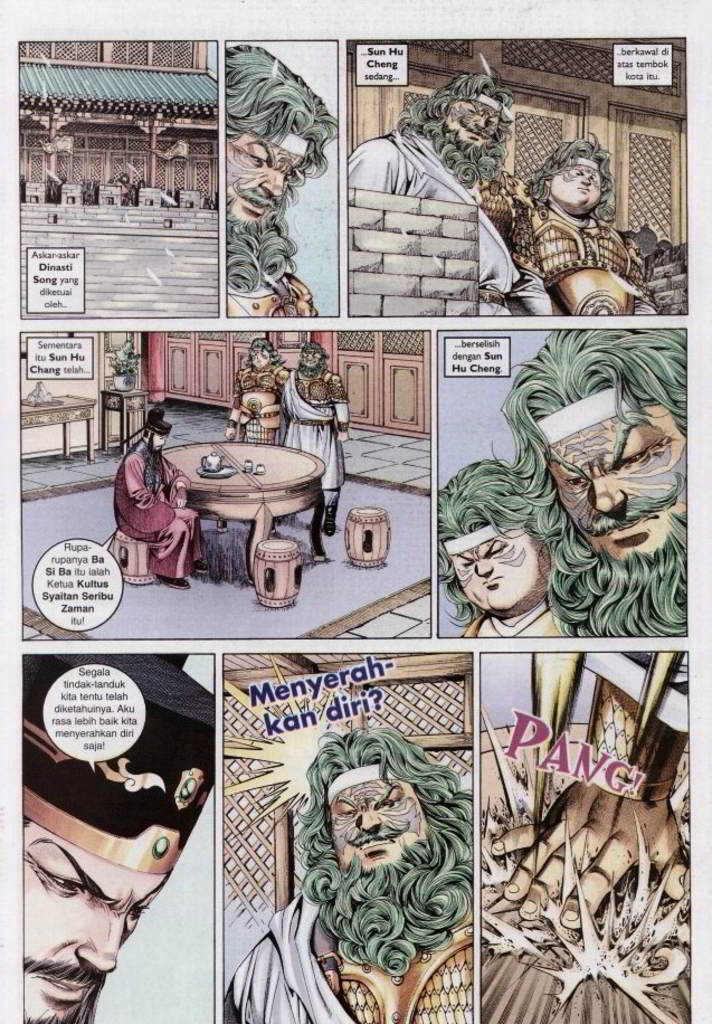 Askar-askar
Dinasti
Song yang
diketuai
oleh..
...Sun Hu
Cheng
sedang...
..berkawal di
atas tembok
kota itu.
Sementara
itu Sun Hu
Chang telah...
Rupa-
rupanya Ba
Si Ba itu ialah
Ketua Kultus
Syaitan Seribu
Zaman
itu!
...berselisih
dengan Sun
Hu Cheng.
Segala
tindak-tanduk
kita tentu telah
diketahuinya. Aku
rasa lebih baik kita
menyerahkan diri
saja!
Menyerah-
kan diri?
PANG!